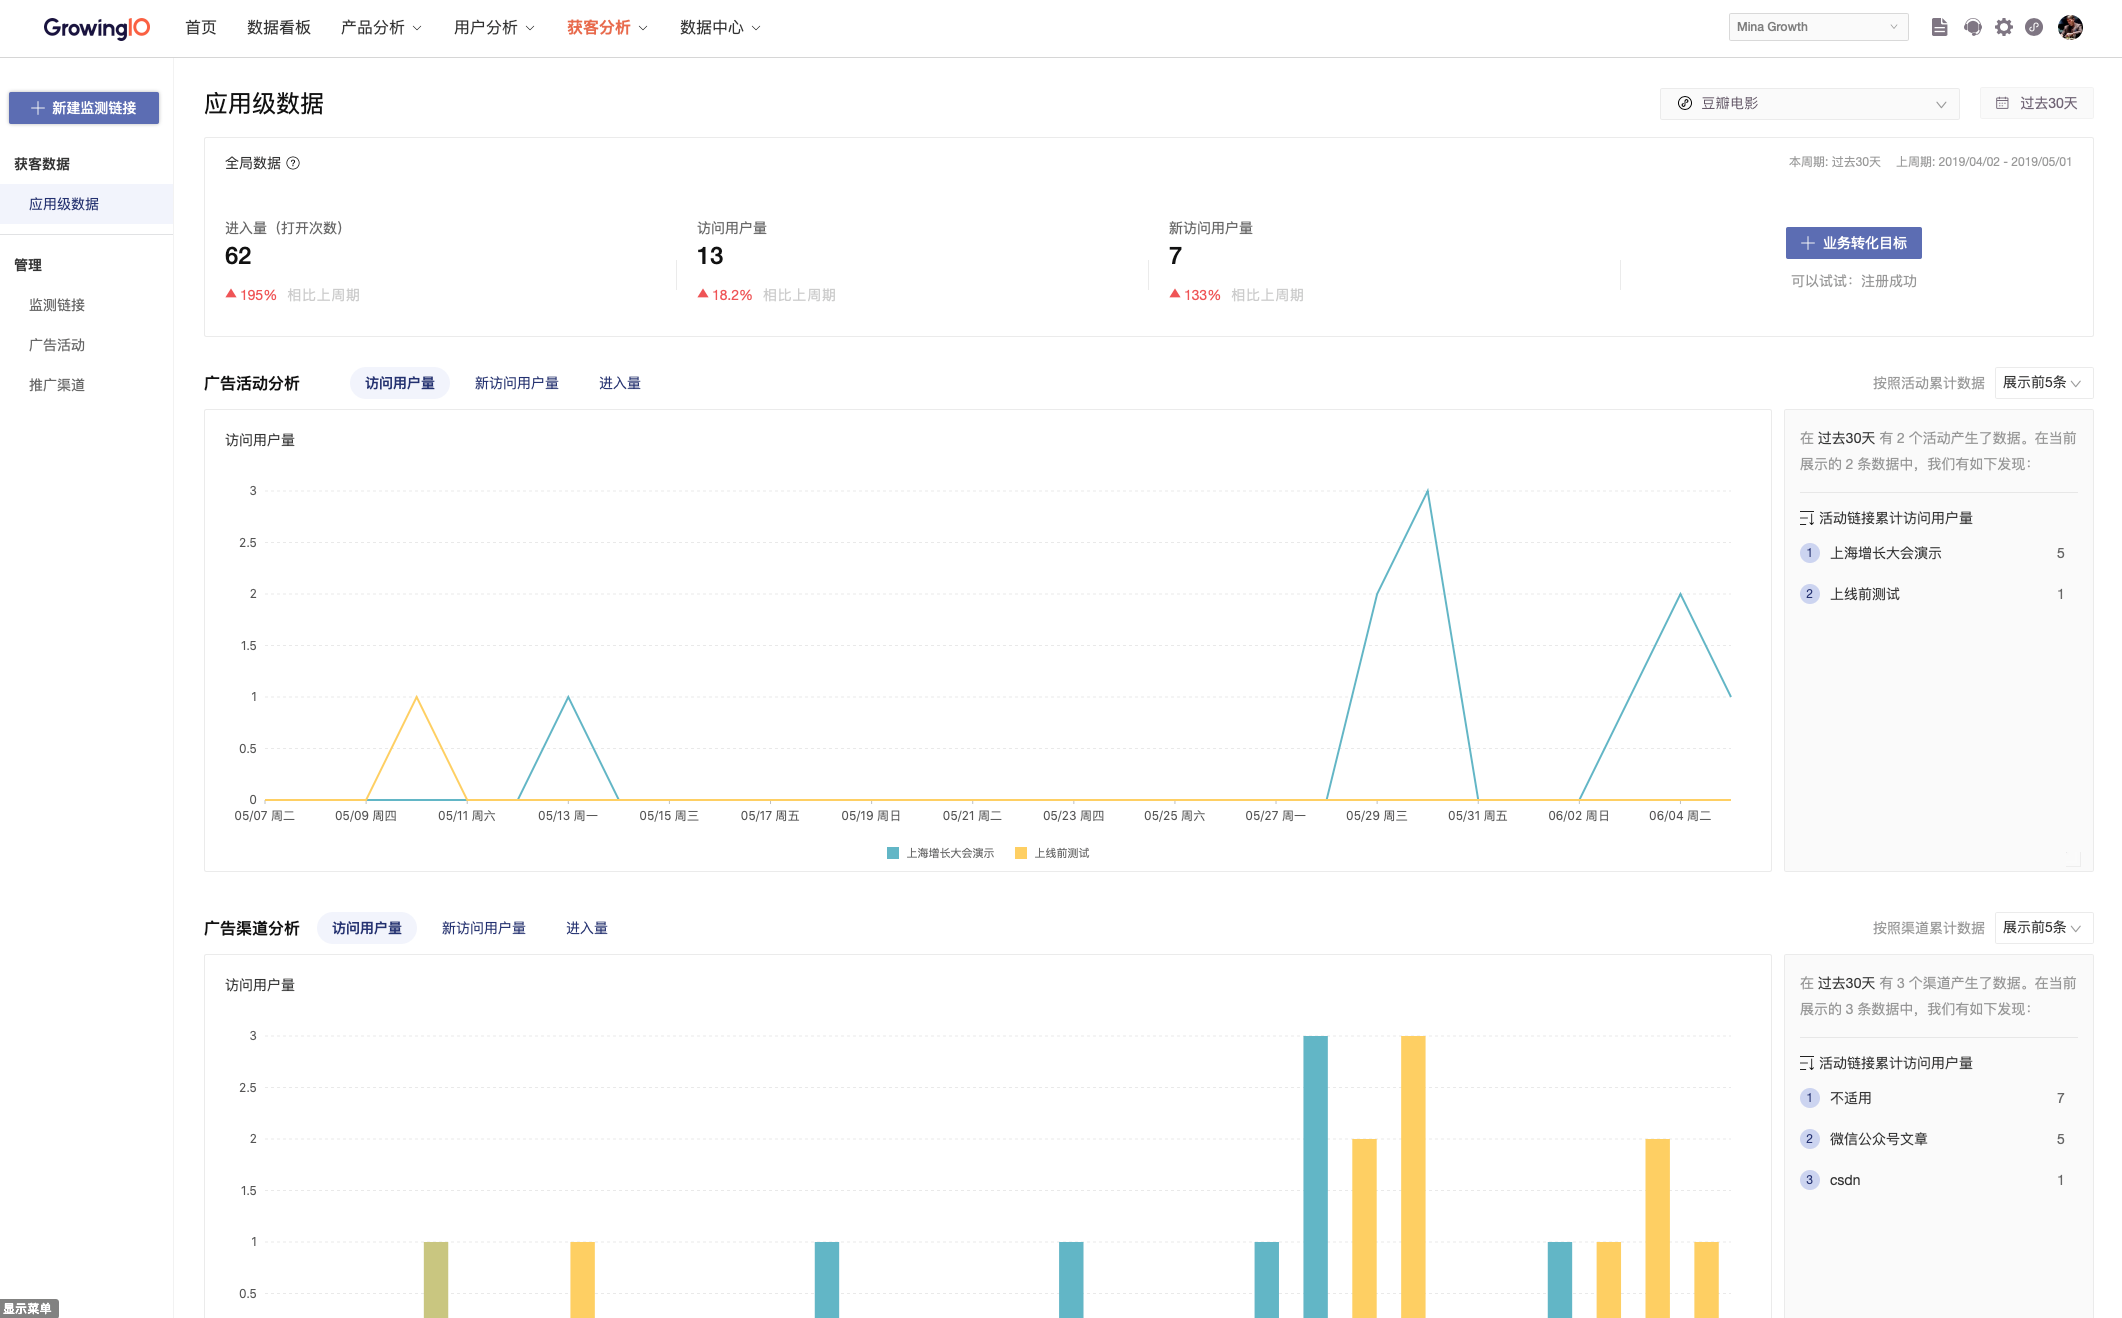 GrowingIO 首页 数据看板 产品分析 用户分析 获客分析 数据中心 Mina Growth
新建监测链接
获客数据
应用级数据
管理
监测链接
广告活动
推广渠道
显示菜单
应用级数据 豆瓣电影 过去30天
全局数据 ? 本周期: 过去30天 上周期: 2019/04/02 - 2019/05/01
进入量（打开次数） 访问用户量 新访问用户量
62 13 7 业务转化目标
195% 相比上周期 18.2% 相比上周期 133% 相比上周期 可以试试：注册成功
广告活动分析 访问用户量 新访问用户量 进入量 按照活动累计数据 展示前5条
访问用户量
3
2.5
2
1.5
1
0.5
0
05/07 周二 05/09 周四 05/11 周六 05/13 周一 05/15 周三 05/17 周五 05/19 周日 05/21 周二 05/23 周四 05/25 周六 05/27 周一 05/29 周三 05/31 周五 06/02 周日 06/04 周二
上海增长大会演示 上线前测试
在 过去30天 有 2 个活动产生了数据。在当前
展示的 2 条数据中，我们有如下发现：
活动链接累计访问用户量
1 上海增长大会演示 5
2 上线前测试 1
广告渠道分析 访问用户量 新访问用户量 进入量 按照渠道累计数据 展示前5条
访问用户量
3
2.5
2
1.5
1
0.5
在 过去30天 有 3 个渠道产生了数据。在当前
展示的 3 条数据中，我们有如下发现：
活动链接累计访问用户量
1 不适用 7
2 微信公众号文章 5
3 csdn 1